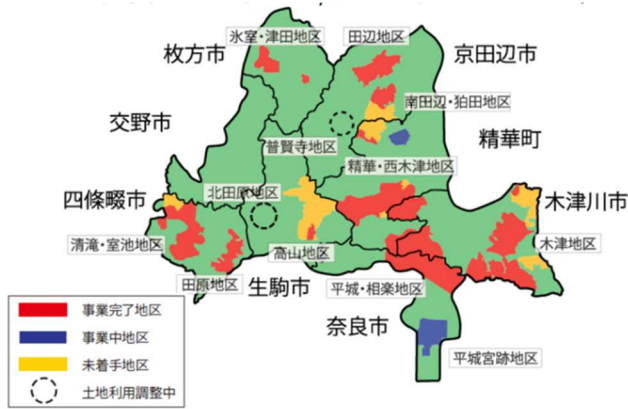 氷室・津田地区
田辺地区
枚方市
京田辺市
南田辺・狛田地区
交野市
精華町
普賢寺地区
精華・西木津地区
北田原地区
四條畷市
木津川市
清滝・室池地区
木津地区
高山地区
田原地区
生駒市
平城・相楽地区
奈良市
平城宮跡地区
事業完了地区
事業中地区
未着手地区
土地利用調整中